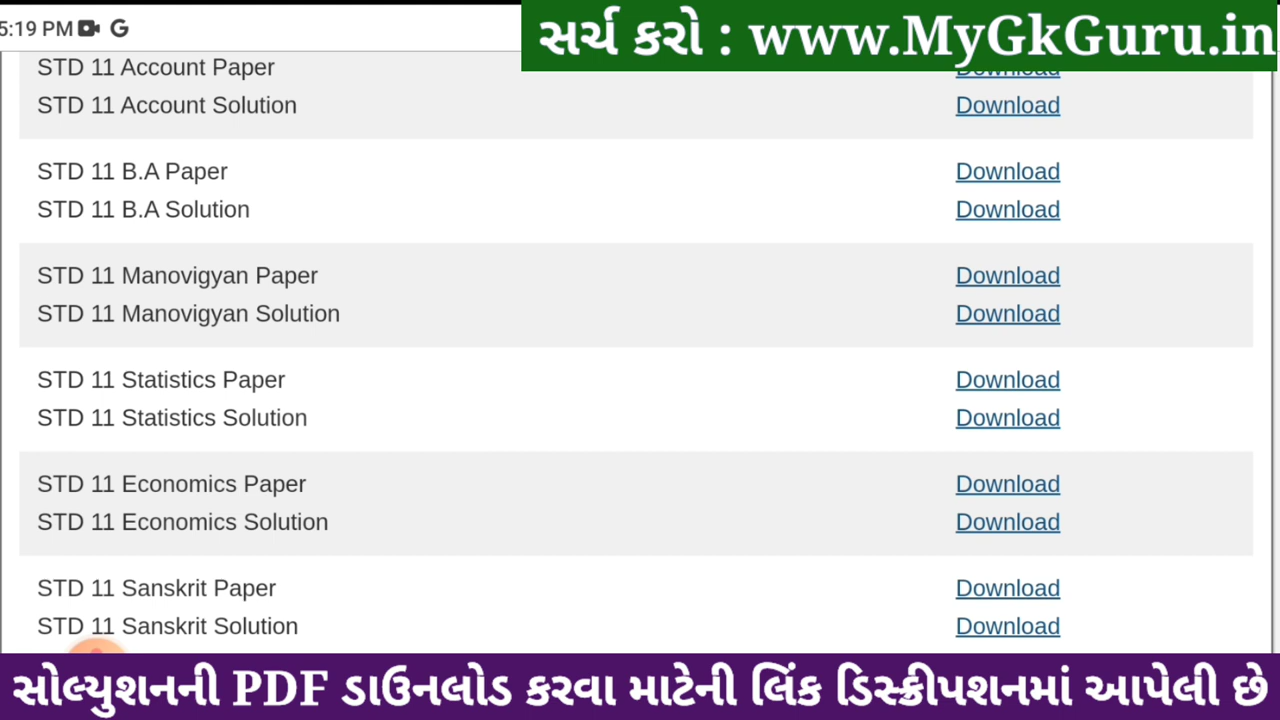 5:19 PM
સર્ચ કરો : www.MyGkGuru.in
STD 11 Account Paper Download
STD 11 Account Solution Download
STD 11 B.A Paper Download
STD 11 B.A Solution Download
STD 11 Manovigyan Paper Download
STD 11 Manovigyan Solution Download
STD 11 Statistics Paper Download
STD 11 Statistics Solution Download
STD 11 Economics Paper Download
STD 11 Economics Solution Download
STD 11 Sanskrit Paper Download
STD 11 Sanskrit Solution Download
સોલ્યુશનની PDF ડાઉનલોડ કરવા માટેની લિંક ડિસ્ક્રીપશનમાં આપેલી છે